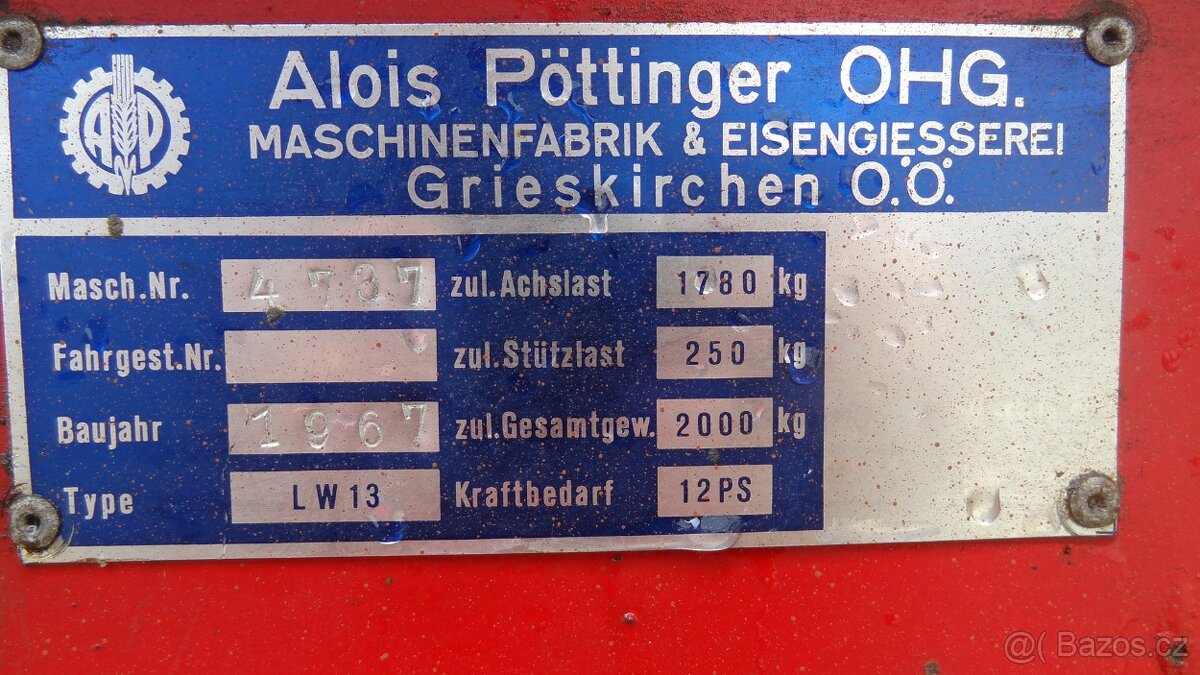 AP
Alois Pöttinger OHG.
MASCHINENFABRIK & EISENGIESSEREI
Grieskirchen O.Ö.
Masch.Nr. 4737 zul.Achslast 1780 kg
Fahrgest.Nr. zul.Stützlast 250 kg
Baujahr 1967 zul.Gesamtgew. 2000 kg
Type LW13 Kraftbedarf 12PS
@( Bazos.cz